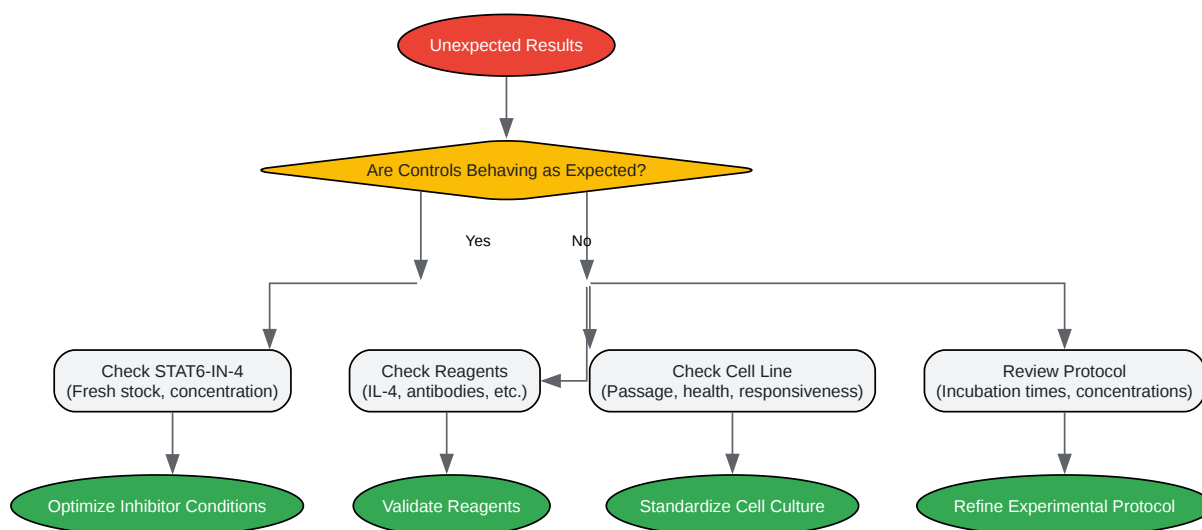 Unexpected Results
Are Controls Behaving as Expected?
Yes
No
Check STAT6-IN-4
(Fresh stock, concentration)
Check Reagents
(IL-4, antibodies, etc.)
Check Cell Line
(Passage, health, responsiveness)
Review Protocol
(Incubation times, concentrations)
Optimize Inhibitor Conditions
Validate Reagents
Standardize Cell Culture
Refine Experimental Protocol